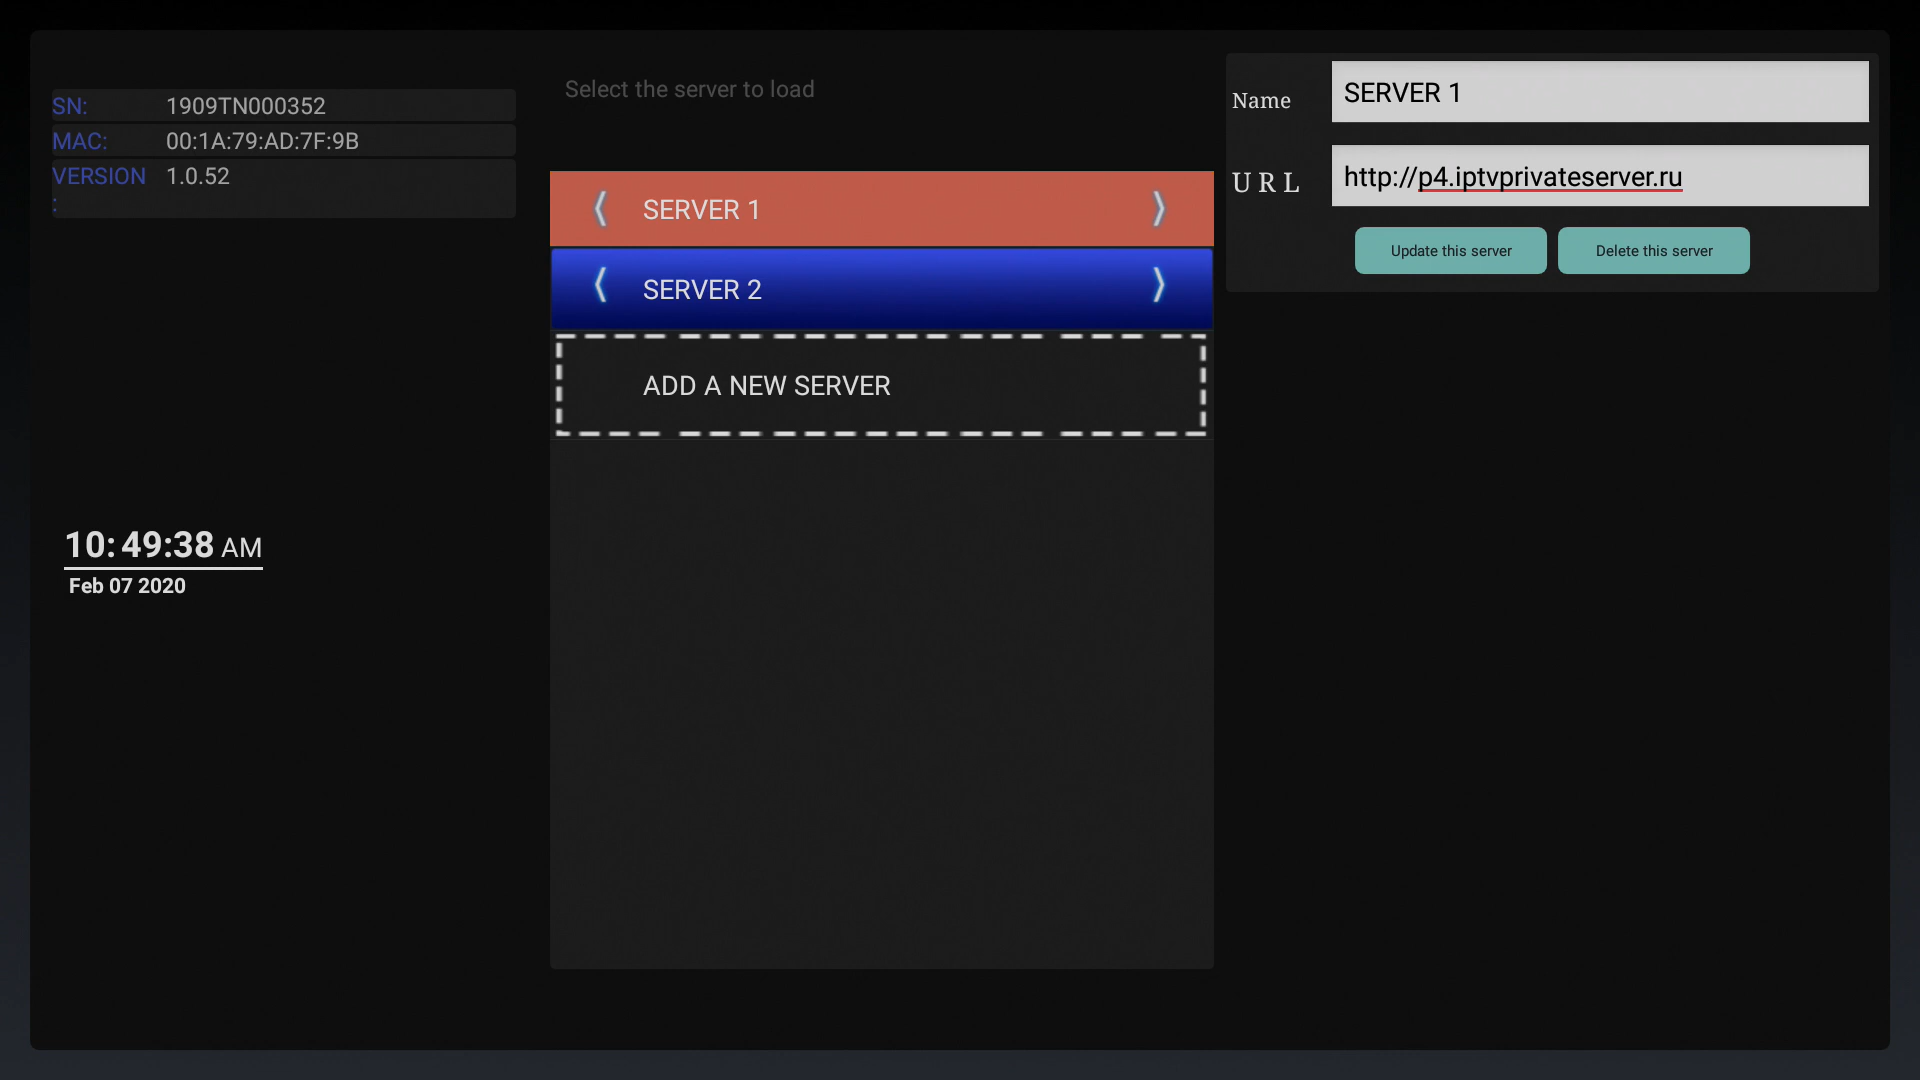 SN: 1909TN000352
MAC: 00:1A:79:AD:7F:9B
VERSION : 1.0.52
10:49:38 AM
Feb 07 2020
Select the server to load
SERVER 1
SERVER 2
ADD A NEW SERVER
Name SERVER 1
URL http://p4.iptvprivateserver.ru
Update this server Delete this server